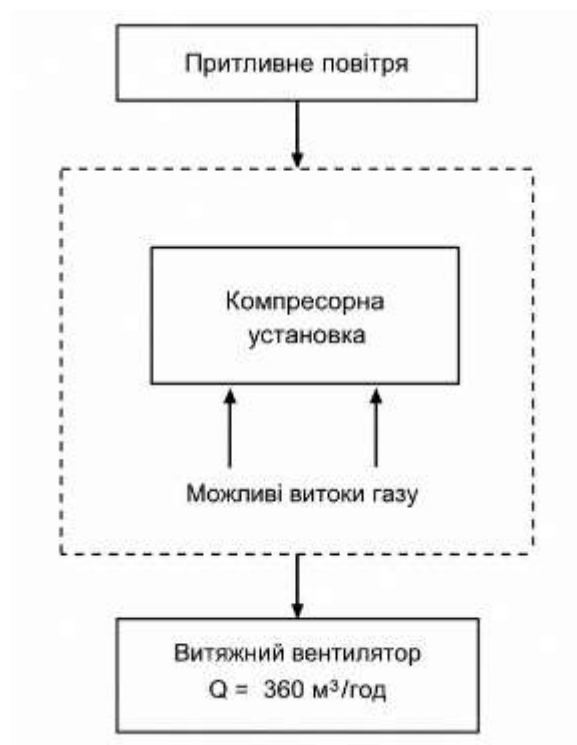 Притливне повітря
Компресорна
установка
Можливі витоки газу
Витяжний вентилятор
Q = 360 м³/год